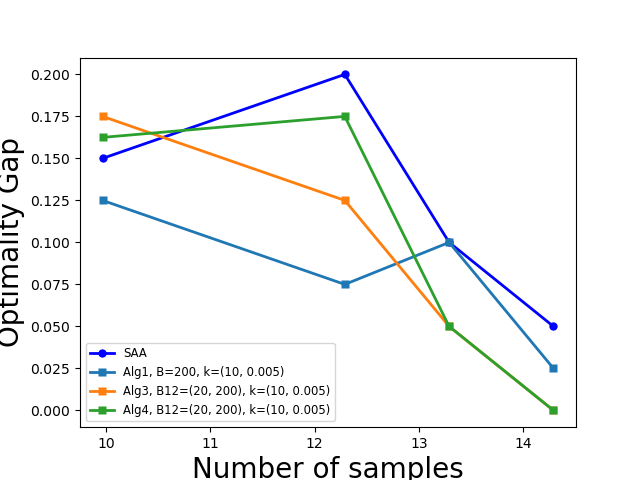 0.200
0.175
0.150
0.125
0.100
0.075
0.050
0.025
0.000
Optimality Gap
SAA
Alg1, B=200, k=(10, 0.005)
Alg3, B12=(20, 200), k=(10, 0.005)
Alg4, B12=(20, 200), k=(10, 0.005)
10 11 12 13 14
Number of samples